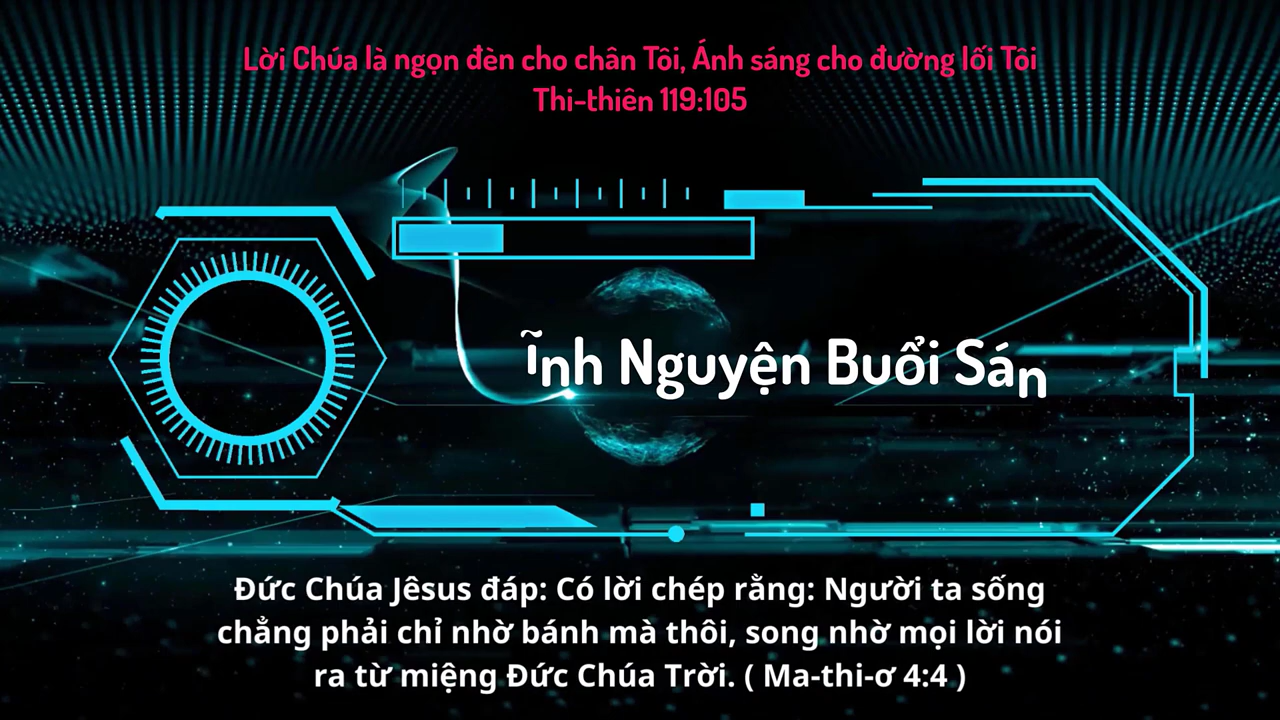 Lời Chúa là ngọn đèn cho chân Tôi, Ánh sáng cho đường lối Tôi
Thi-thiên 119:105
Ĩnh Nguyện Buổi Sán
Đức Chúa Jêsus đáp: Có lời chép rằng: Người ta sống
chẳng phải chỉ nhờ bánh mà thôi, song nhờ mọi lời nói
ra từ miệng Đức Chúa Trời. ( Ma-thi-ơ 4:4 )